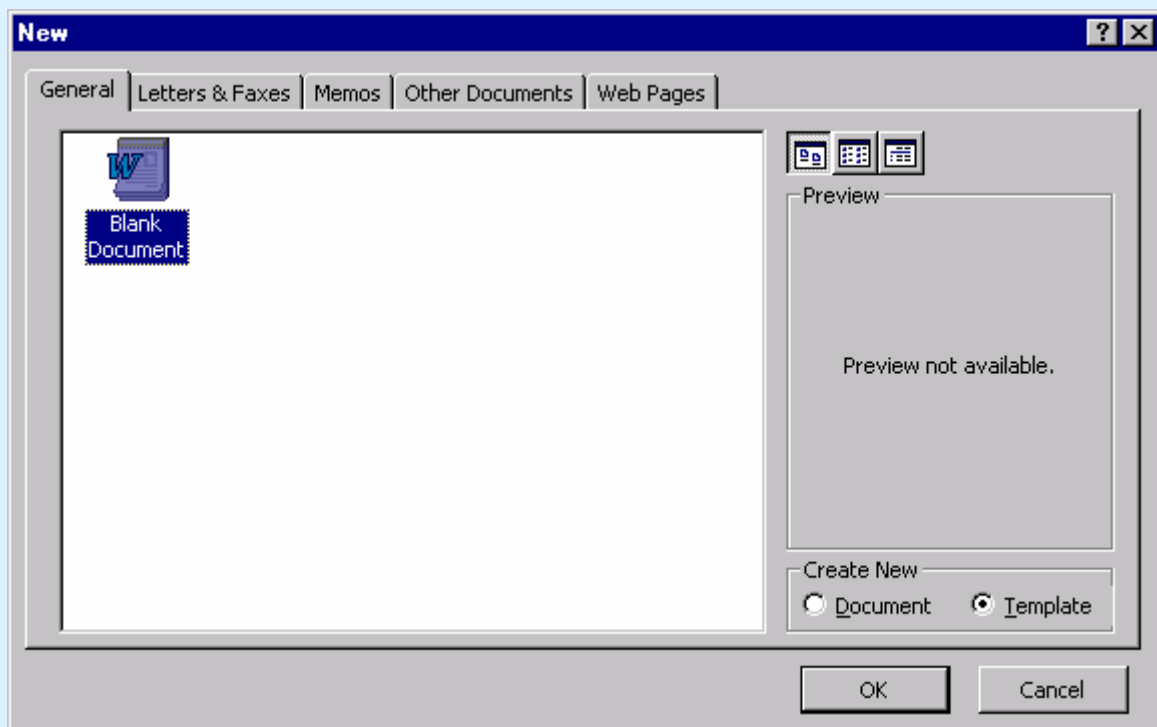 New
General Letters & Faxes Memos Other Documents Web Pages
W
Blank
Document
Preview
Preview not available.
Create New
Document Template
OK Cancel